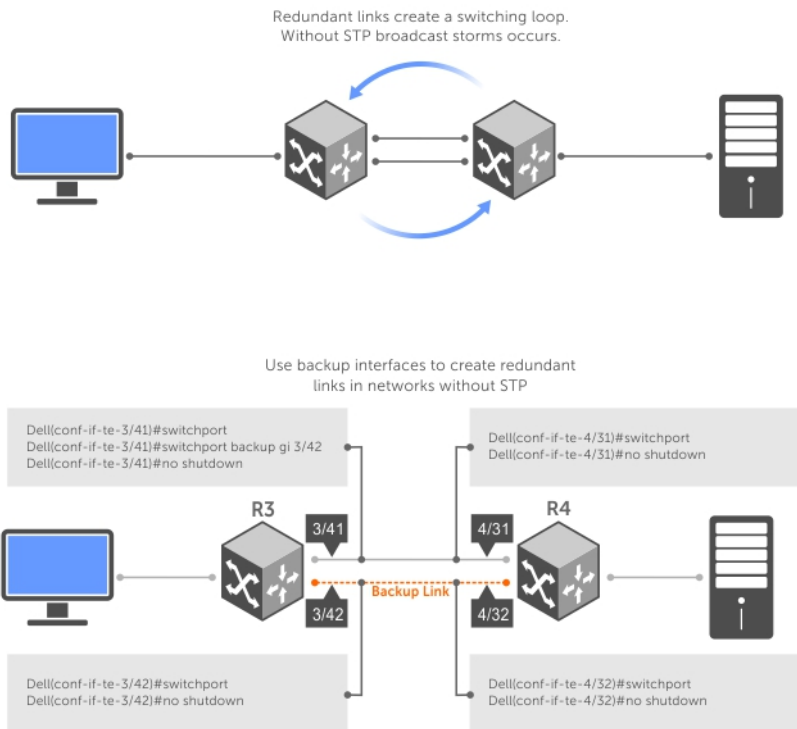 Redundant links create a switching loop.
Without STP broadcast storms occurs.
Use backup interfaces to create redundant
links in networks without STP
Dell(conf-if-te-3/41)#switchport
Dell(conf-if-te-3/41)#switchport backup gi 3/42
Dell(conf-if-te-3/41)#no shutdown
Dell(conf-if-te-4/31)#switchport
Dell(conf-if-te-4/31)#no shutdown
R3
R4
3/41
4/31
Backup Link
3/42
4/32
Dell(conf-if-te-3/42)#switchport
Dell(conf-if-te-3/42)#no shutdown
Dell(conf-if-te-4/32)#switchport
Dell(conf-if-te-4/32)#no shutdown